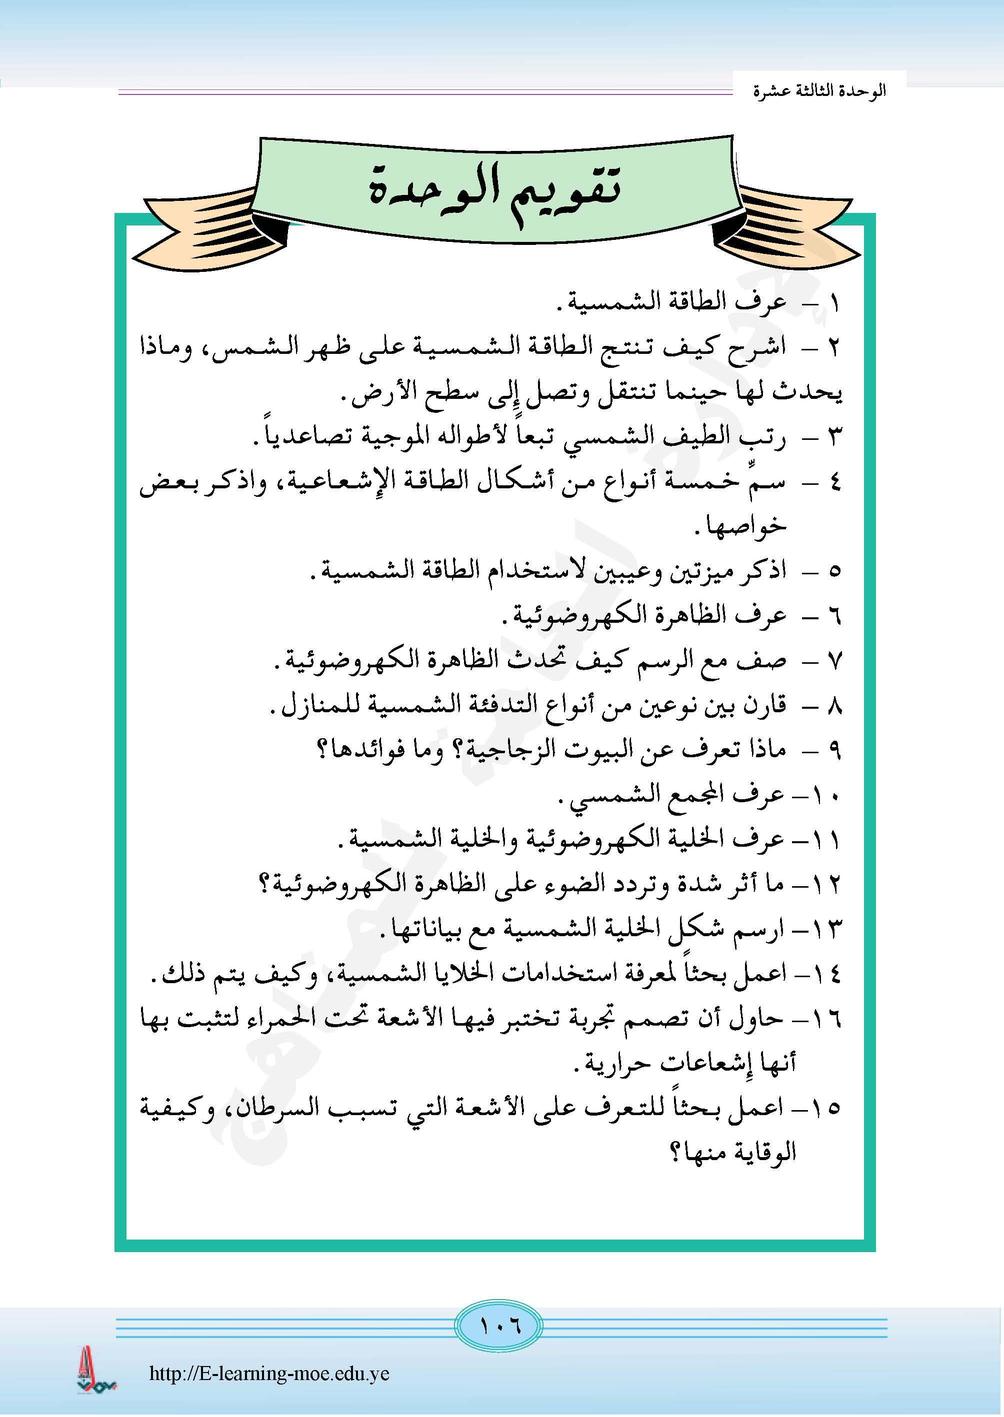 الوحدة الثالثة عشرة
تقويم الوحدة
١ – عرف الطاقة الشمسية.
٢ – اشرح كيف تنتج الطاقة الشمسية على ظهر الشمس، وماذا
يحدث لها حينما تنتقل وتصل إلى سطح الأرض.
٣ – رتب الطيف الشمسي تبعاً لأطواله الموجية تصاعدياً.
٤ – سمِّ خمسة أنواع من أشكال الطاقة الإشعاعية، واذكر بعض
خواصها.
٥ – اذكر ميزتين وعيبين لاستخدام الطاقة الشمسية.
٦ – عرف الظاهرة الكهروضوئية.
٧ – صف مع الرسم كيف تحدث الظاهرة الكهروضوئية.
٨ – قارن بين نوعين من أنواع التدفئة الشمسية للمنازل.
٩ – ماذا تعرف عن البيوت الزجاجية؟ وما فوائدها؟
١٠– عرف المجمع الشمسي.
١١– عرف الخلية الكهروضوئية والخلية الشمسية.
١٢– ما أثر شدة وتردد الضوء على الظاهرة الكهروضوئية؟
١٣– ارسم شكل الخلية الشمسية مع بياناتها.
١٤– اعمل بحثاً لمعرفة استخدامات الخلايا الشمسية، وكيف يتم ذلك.
١٦– حاول أن تصمم تجربة تختبر فيها الأشعة تحت الحمراء لتثبت بها
أنها إشعاعات حرارية.
١٥– اعمل بحثاً للتعرف على الأشعة التي تسبب السرطان، وكيفية
الوقاية منها؟
إدارة العامة للمناهج
١٠٦
http://E-learning-moe.edu.ye